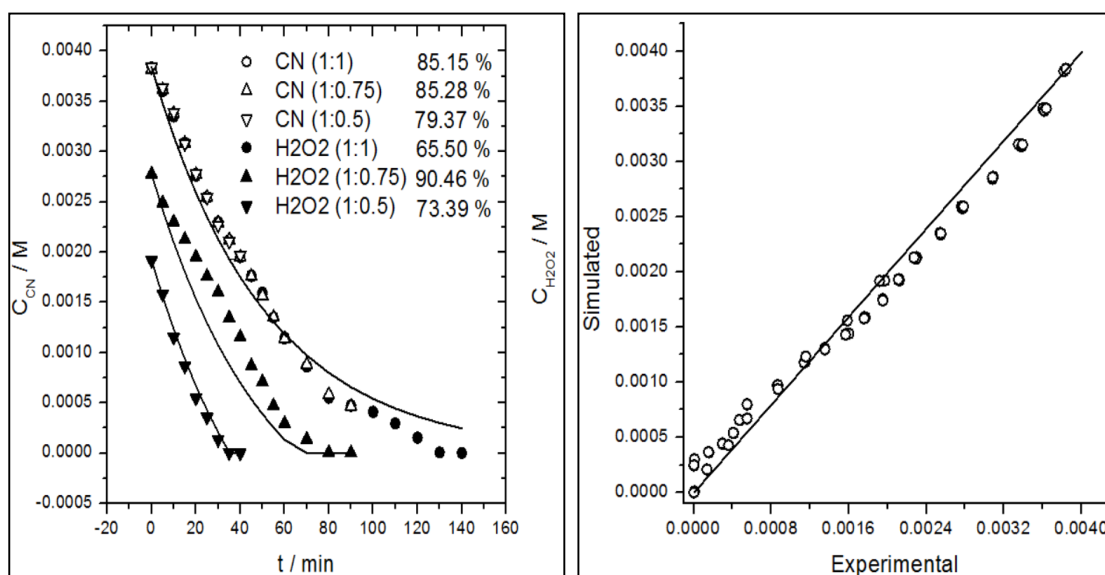 CN (1:1) 85.15 %
CN (1:0.75) 85.28 %
CN (1:0.5) 79.37 %
H2O2 (1:1) 65.50 %
H2O2 (1:0.75) 90.46 %
H2O2 (1:0.5) 73.39 %
0.0040
0.0035
0.0030
0.0025
0.0020
0.0015
0.0010
0.0005
0.0000
-0.0005
C_CN / M
C_H2O2 / M
-20 0 20 40 60 80 100 120 140 160
t / min
0.0040
0.0035
0.0030
0.0025
0.0020
0.0015
0.0010
0.0005
0.0000
Simulated
0.0000 0.0008 0.0016 0.0024 0.0032 0.0040
Experimental